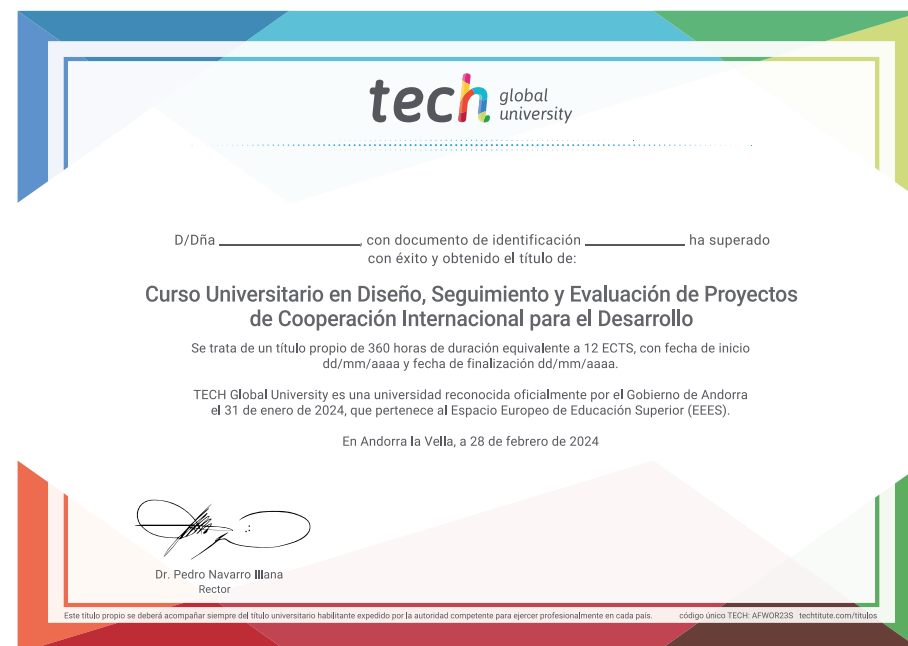 tech global
university
D/Dña ______________, con documento de identificación __________ ha superado
con éxito y obtenido el título de:
Curso Universitario en Diseño, Seguimiento y Evaluación de Proyectos
de Cooperación Internacional para el Desarrollo
Se trata de un título propio de 360 horas de duración equivalente a 12 ECTS, con fecha de inicio
dd/mm/aaaa y fecha de finalización dd/mm/aaaa.
TECH Global University es una universidad reconocida oficialmente por el Gobierno de Andorra
el 31 de enero de 2024, que pertenece al Espacio Europeo de Educación Superior (EEES).
En Andorra la Vella, a 28 de febrero de 2024
Dr. Pedro Navarro Illana
Rector
Este título propio se deberá acompañar siempre del título universitario habilitante expedido por la autoridad competente para ejercer profesionalmente en cada país. código único TECH: AFWOR23S techtitute.com/titulos